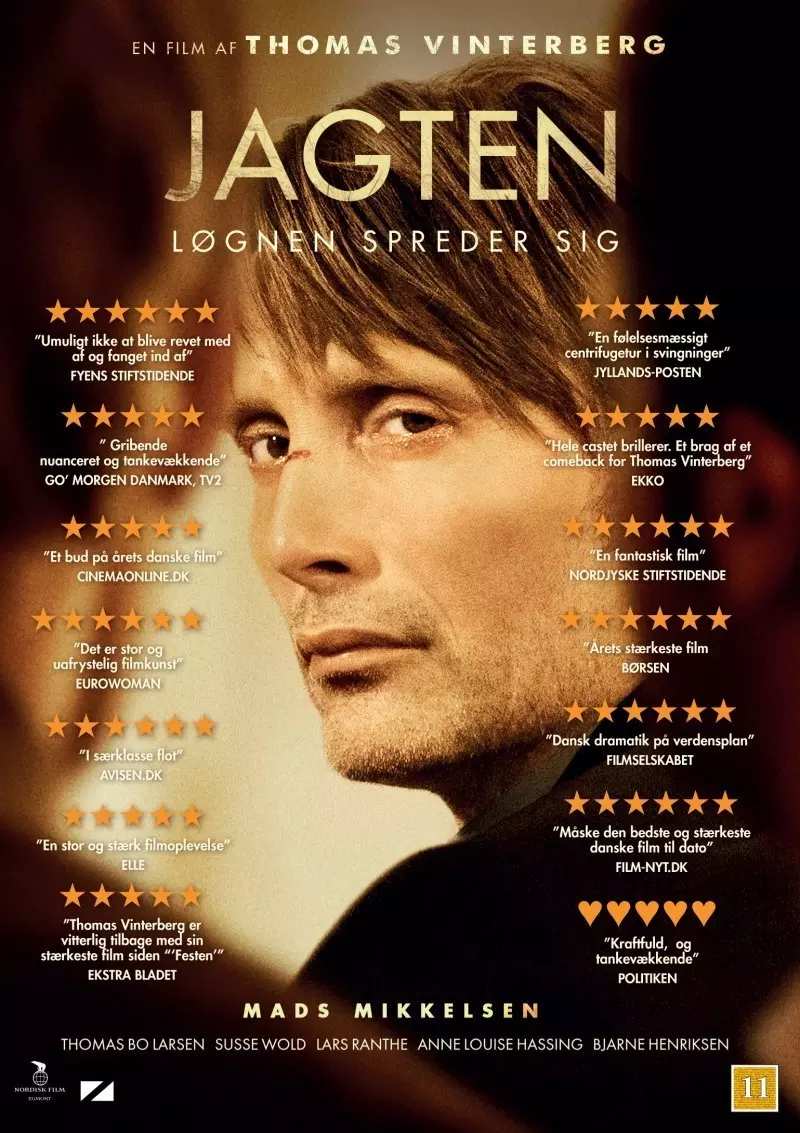 EN FILM AF THOMAS VINTERBERG
JAGTEN
LØGNEN SPREDER SIG
"Umuligt ikke at blive revet med
af og fanget ind af"
FYENS STIFTSTIDENDE
" Gribende
nuanceret og tankevækkende"
GO' MORGEN DANMARK, TV2
"Et bud på årets danske film"
CINEMAONLINE.DK
"Det er stor og
uafrystelig filmkunst"
EUROWOMAN
"I særklasse flot"
AVISEN.DK
"En stor og stærk filmoplevelse"
ELLE
"Thomas Vinterberg er
vitterlig tilbage med sin
stærkeste film siden "'Festen'"
EKSTRA BLADET
"En følelsesmæssigt
centrifugetur i svingninger"
JYLLANDS-POSTEN
"Hele castet brillerer. Et brag af et
comeback for Thomas Vinterberg"
EKKO
"En fantastisk film"
NORDJYSKE STIFTSTIDENDE
"Årets stærkeste film
BØRSEN
"Dansk dramatik på verdensplan"
FILMSELSKABET
"Måske den bedste og stærkeste
danske film til dato"
FILM-NYT.DK
"Kraftfuld, og
tankevækkende"
POLITIKEN
MADS MIKKELSEN
THOMAS BO LARSEN SUSSE WOLD LARS RANTHE ANNE LOUISE HASSING BJARNE HENRIKSEN
NORDISK FILM
EGMONT
11